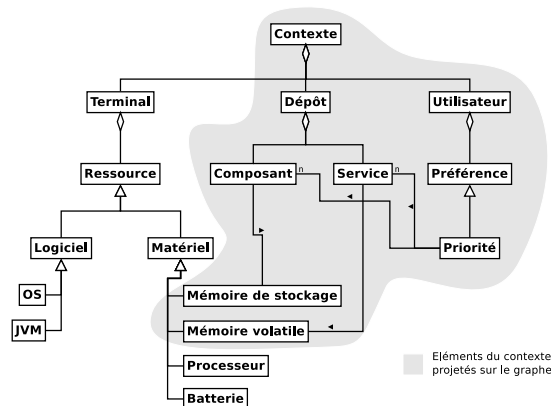 Contexte
Terminal
Dépôt
Utilisateur
Ressource
Composant
n
Service
n
Préférence
Logiciel
Matériel
Priorité
OS
Mémoire de stockage
JVM
Mémoire volatile
Processeur
Batterie
Eléments du contexte
projetés sur le graphe